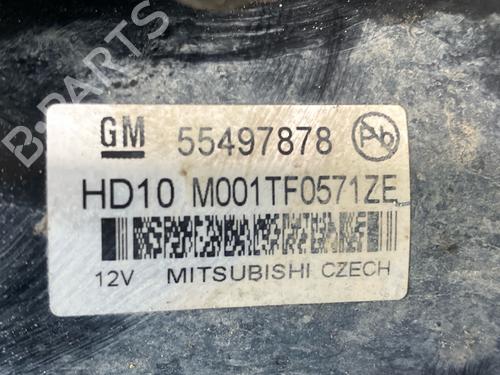 B-PARTS
GM 55497878 Pb
HD10 M001TF0571ZE
12V MITSUBISHI CZECH